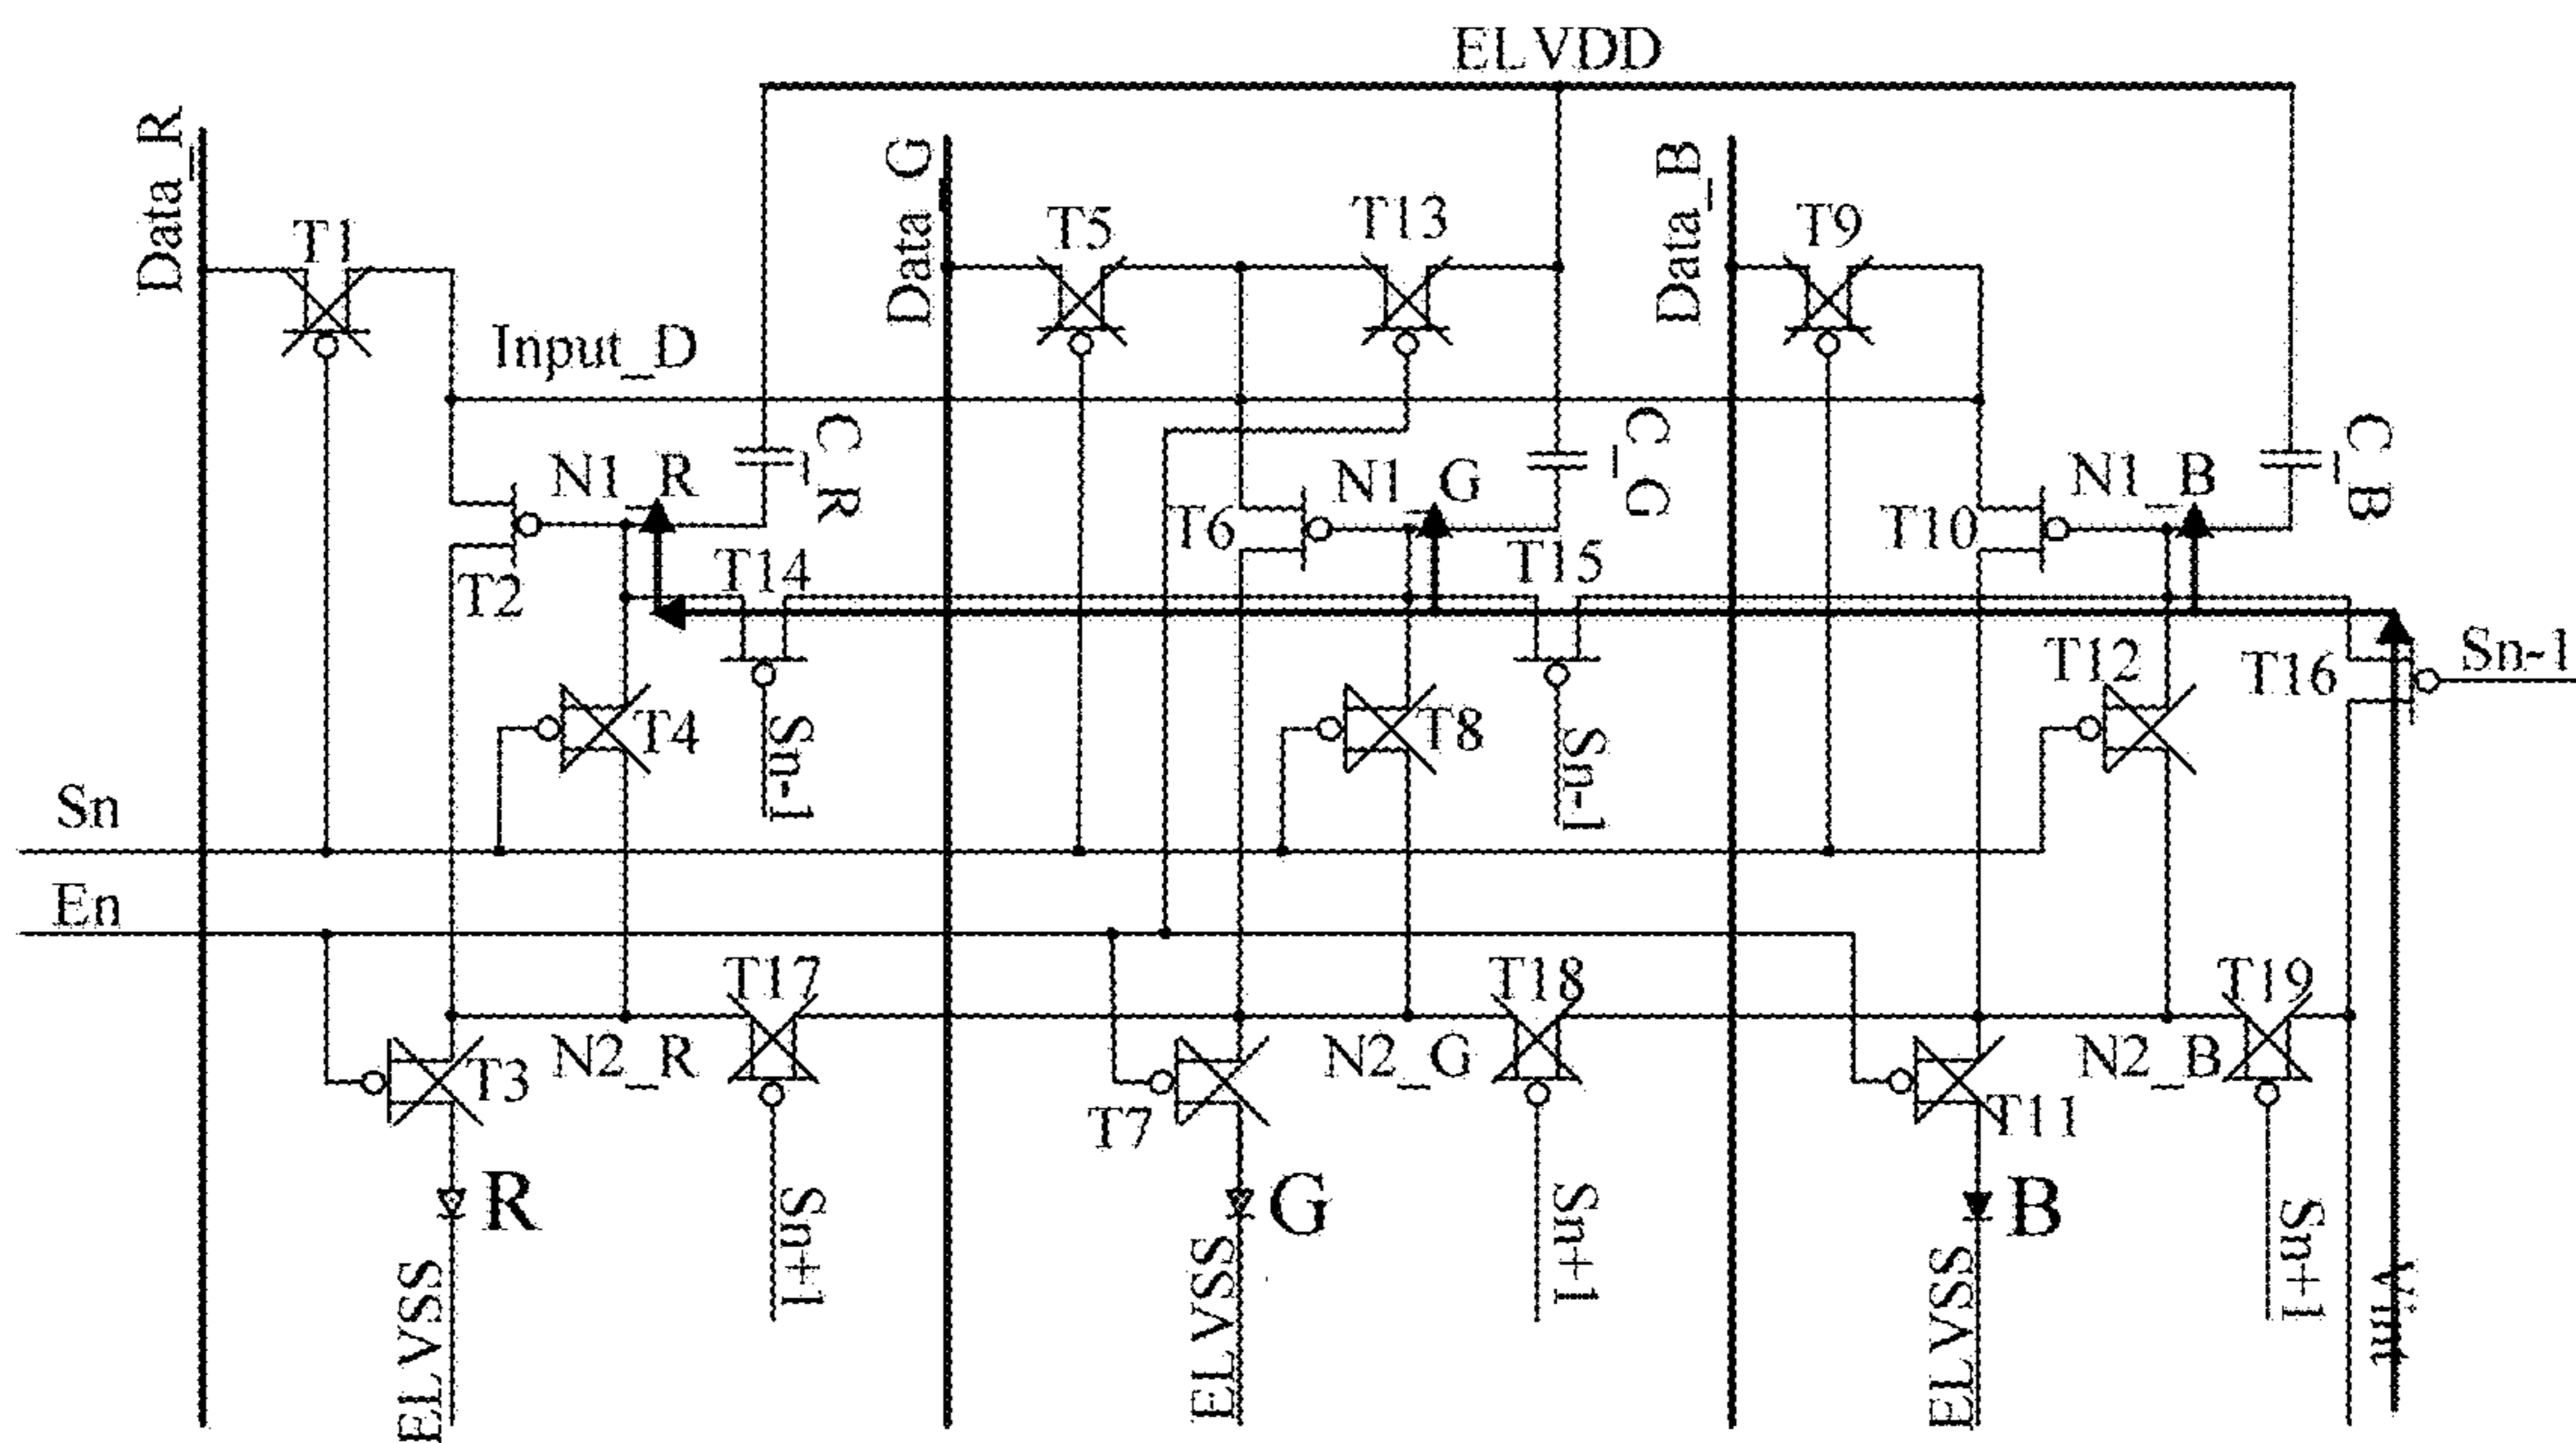 ELVDD
Data_R
Data_G
Data_B
T1
T5
T13
T9
Input_D
C_R
C_G
C_B
N1_R
N1_G
N1_B
T2
T14
T6
T15
T10
T4
T8
T12
T16
Sn-1
Sn-1
Sn-1
Sn
En
T17
T18
T19
T3
N2_R
T7
N2_G
T11
N2_B
R
G
B
Sn+1
Sn+1
Sn+1
ELVSS
ELVSS
ELVSS
Vint